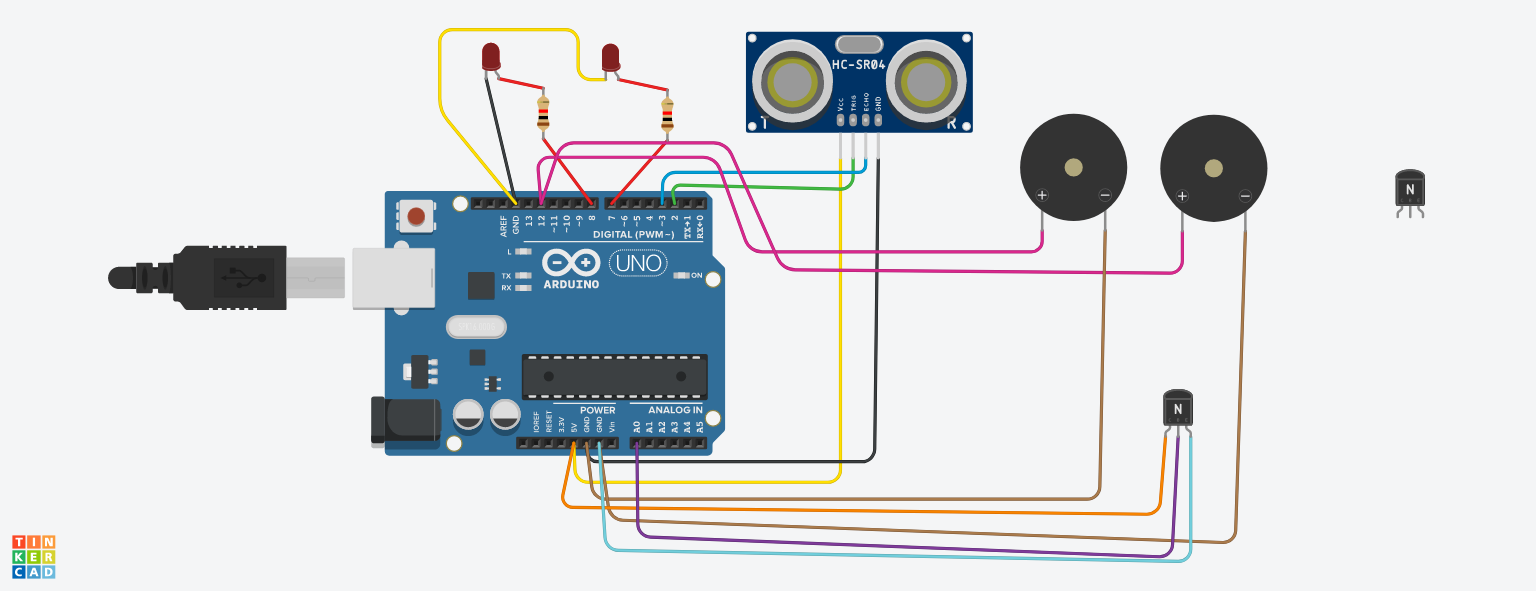 HC-SR04
Vcc
TRIG
ECHO
GND
T
R
N
AREF
GND
13
12
~11
~10
~9
8
7
~6
~5
4
~3
2
TX→1
RX←0
DIGITAL (PWM~)
L
TX
RX
ARDUINO
UNO
ON
N
POWER
ANALOG IN
IOREF
RESET
3.3V
5V
GND
GND
Vin
A0
A1
A2
A3
A4
A5
TIN
KER
CAD